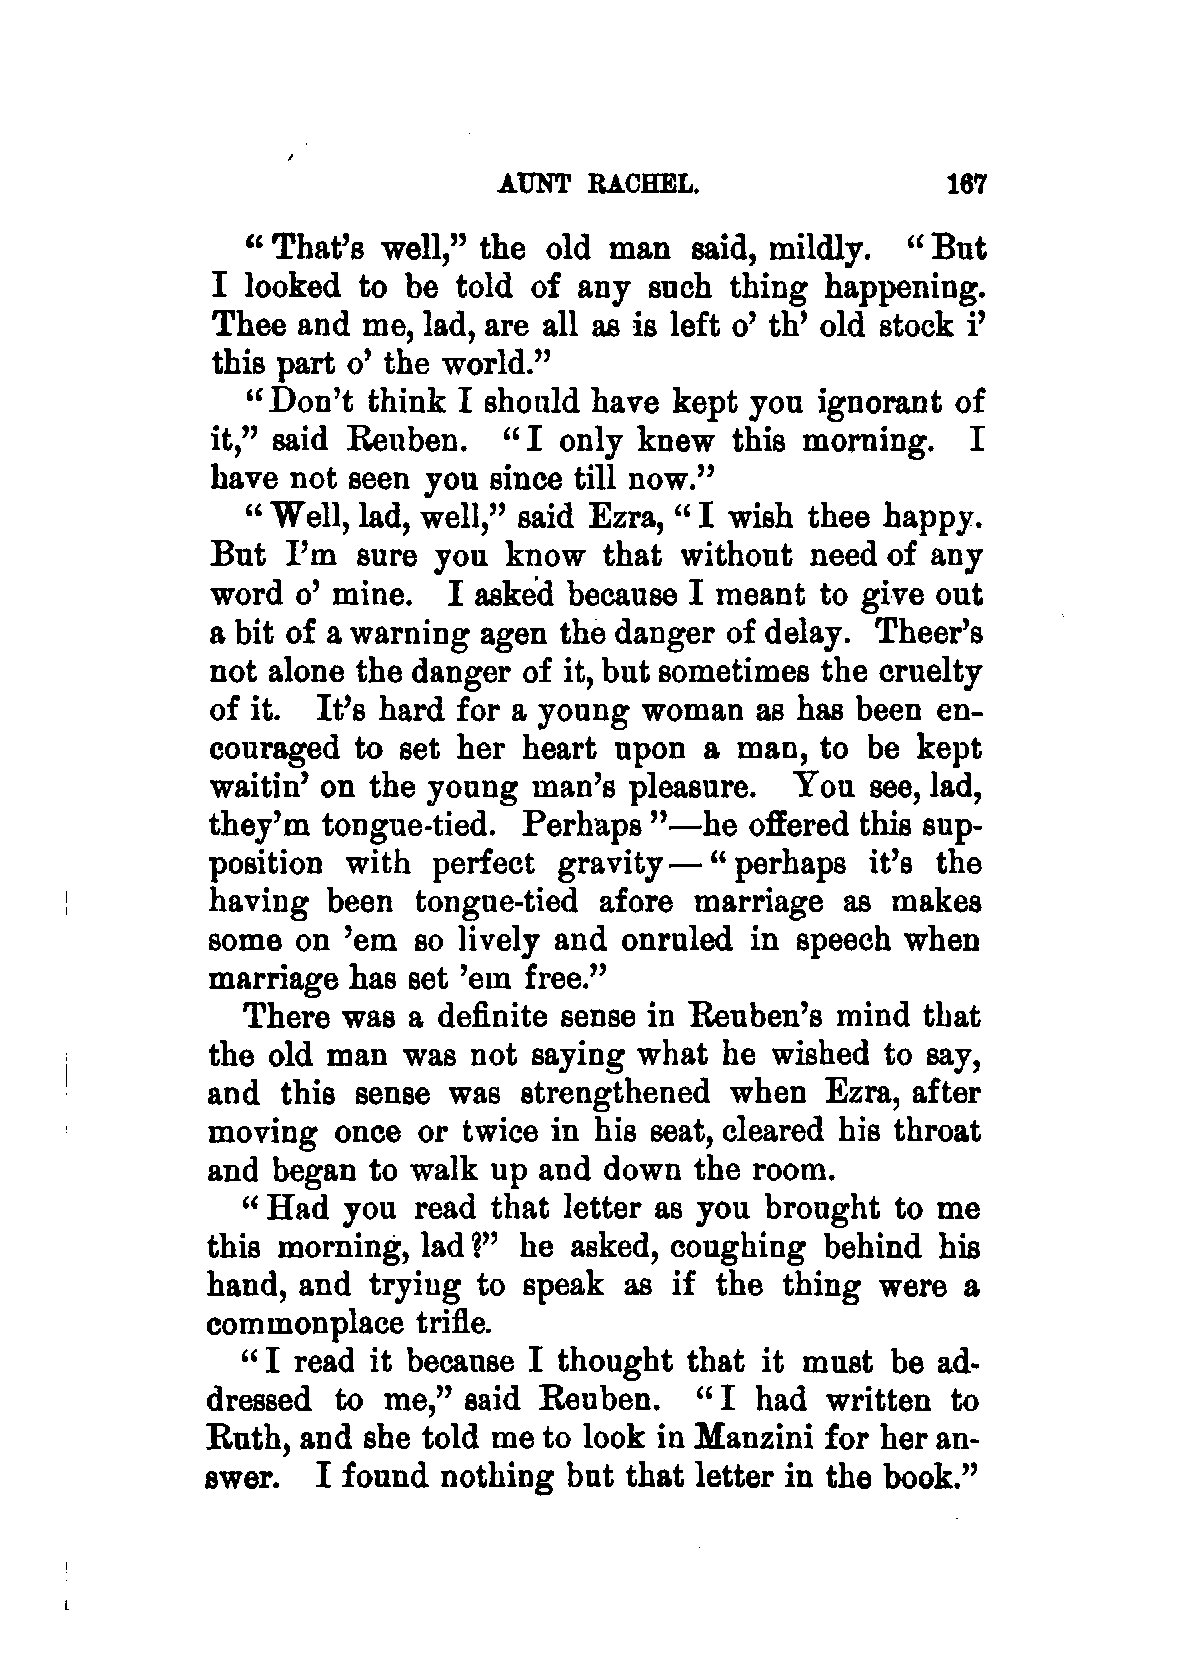 AUNT RACHEL. 167
“That’s well,” the old man said, mildly. “But
I looked to be told of any such thing happening.
Thee and me, lad, are all as is left o’ th’ old stock i’
this part o’ the world.”
“Don’t think I should have kept you ignorant of
it,” said Reuben. “I only knew this morning. I
have not seen you since till now.”
“Well, lad, well,” said Ezra, “I wish thee happy.
But I’m sure you know that without need of any
word o’ mine. I asked because I meant to give out
a bit of a warning agen the danger of delay. Theer’s
not alone the danger of it, but sometimes the cruelty
of it. It’s hard for a young woman as has been en-
couraged to set her heart upon a man, to be kept
waitin’ on the young man’s pleasure. You see, lad,
they’m tongue-tied. Perhaps”—he offered this sup-
position with perfect gravity—“perhaps it’s the
having been tongue-tied afore marriage as makes
some on ’em so lively and onruled in speech when
marriage has set ’em free.”
There was a definite sense in Reuben’s mind that
the old man was not saying what he wished to say,
and this sense was strengthened when Ezra, after
moving once or twice in his seat, cleared his throat
and began to walk up and down the room.
“Had you read that letter as you brought to me
this morning, lad?” he asked, coughing behind his
hand, and trying to speak as if the thing were a
commonplace trifle.
“I read it because I thought that it must be ad-
dressed to me,” said Reuben. “I had written to
Ruth, and she told me to look in Manzini for her an-
swer. I found nothing but that letter in the book.”